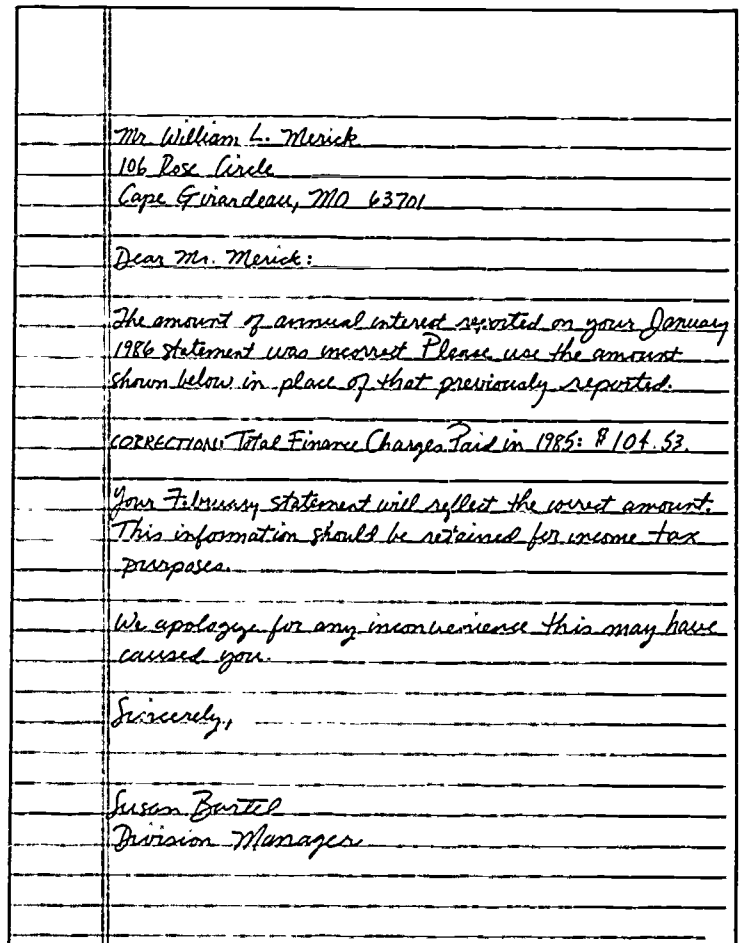 Mr. William L. Merick
106 Rose Circle
Cape Girardeau, MO 63701
Dear Mr. Merick:
The amount of annual interest reported on your January
1986 statement was incorrect Please use the amount
shown below in place of that previously reported.
CORRECTION: Total Finance Charges Paid in 1985: $104.53.
Your February statement will reflect the correct amount.
This information should be retained for income tax
purposes.
We apologize for any inconvenience this may have
caused you.
Sincerely,
Susan Bartel
Division Manager